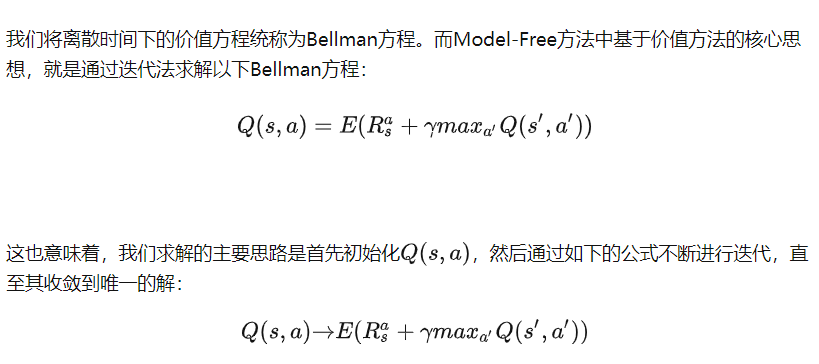 我们将离散时间下的价值方程统称为Bellman方程。而Model-Free方法中基于价值方法的核心思
想，就是通过迭代法求解以下Bellman方程：
Q(s, a) = E(R_s^a + γmax_{a′}Q(s′, a′))
这也意味着，我们求解的主要思路是首先初始化Q(s, a)，然后通过如下的公式不断进行迭代，直
至其收敛到唯一的解：
Q(s, a)→E(R_s^a + γmax_{a′}Q(s′, a′))